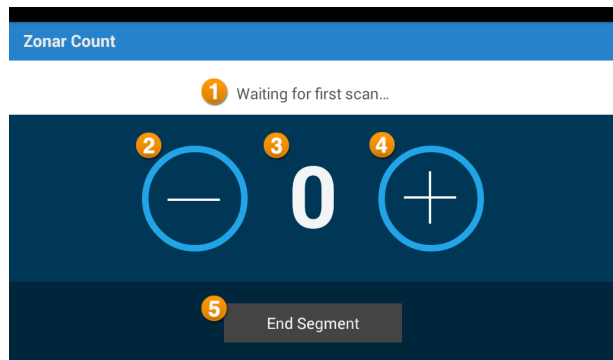 Zonar Count
1 Waiting for first scan...
2 3 4
0
5 End Segment